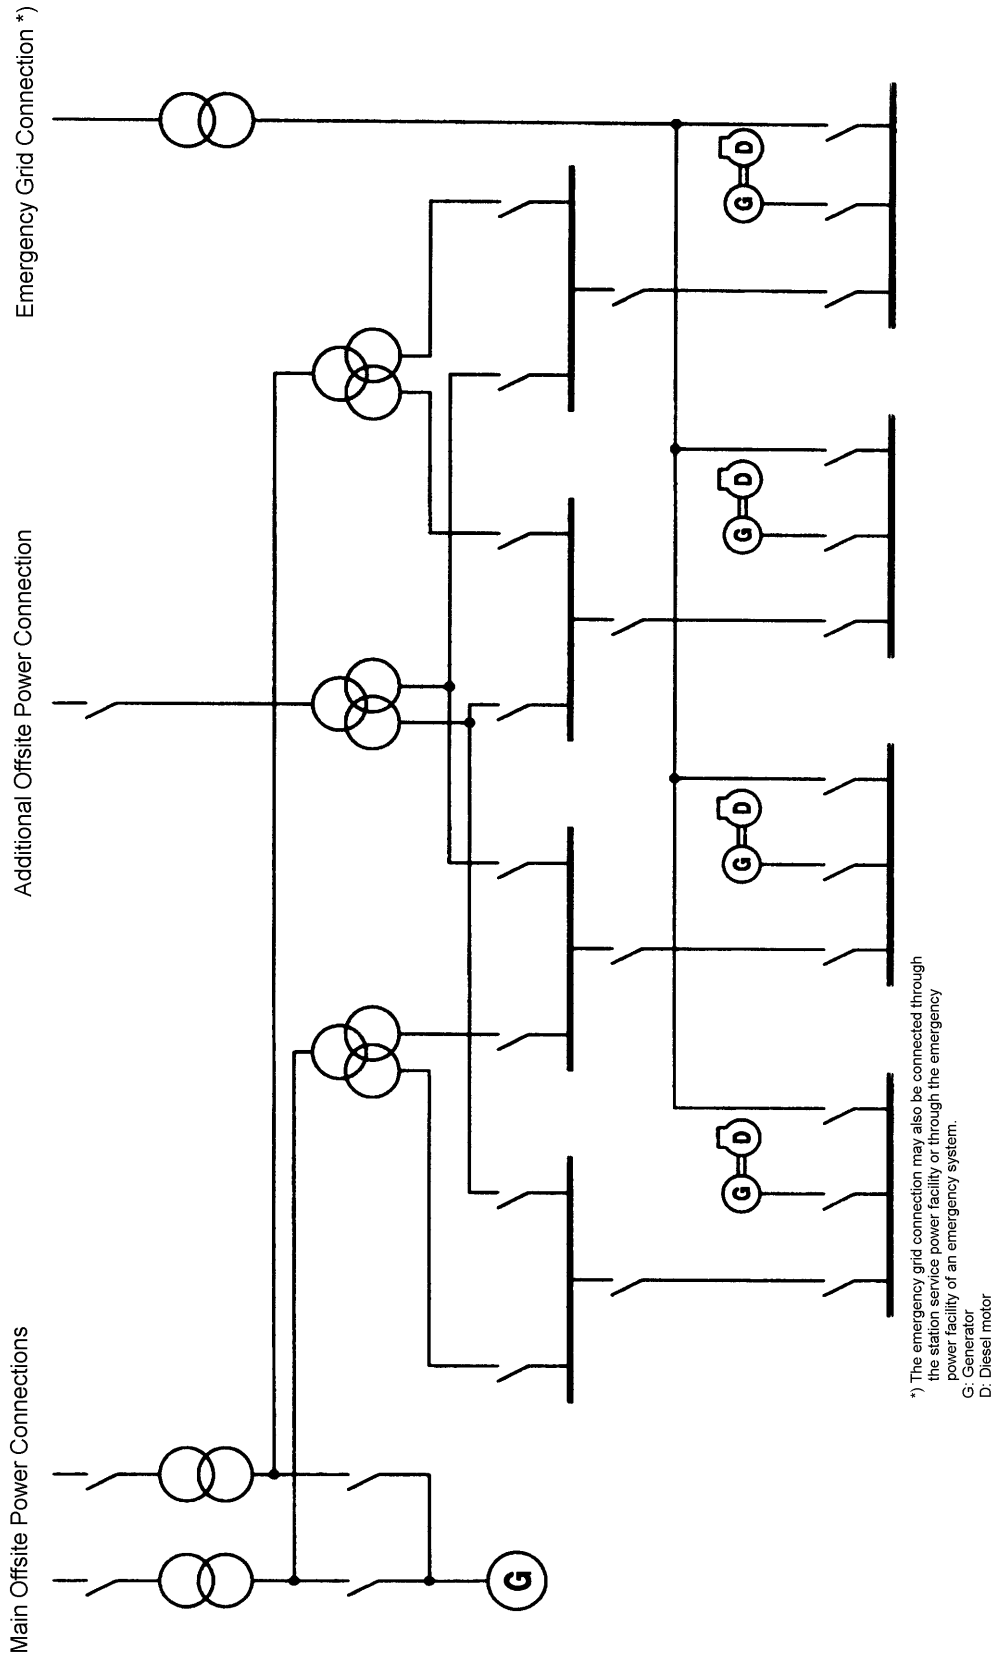 Main Offsite Power Connections
Additional Offsite Power Connection
Emergency Grid Connection *)
G
G
D
G
D
G
D
G
D
*) The emergency grid connection may also be connected through
the station service power facility or through the emergency
power facility of an emergency system.
G: Generator
D: Diesel motor